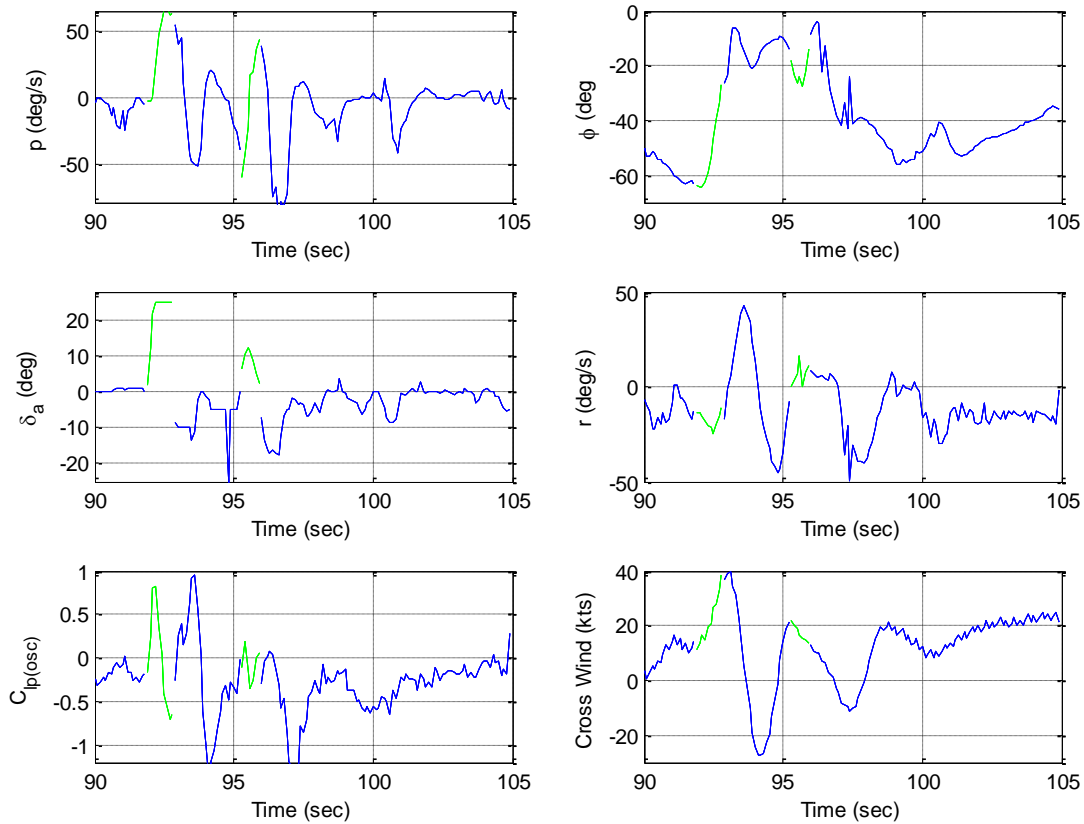 p (deg/s)
50
0
-50
90 95 100 105
Time (sec)
ϕ (deg
0
-20
-40
-60
90 95 100 105
Time (sec)
δa (deg)
20
10
0
-10
-20
90 95 100 105
Time (sec)
r (deg/s)
50
0
-50
90 95 100 105
Time (sec)
Clp(osc)
1
0.5
0
-0.5
-1
90 95 100 105
Time (sec)
Cross Wind (kts)
40
20
0
-20
90 95 100 105
Time (sec)